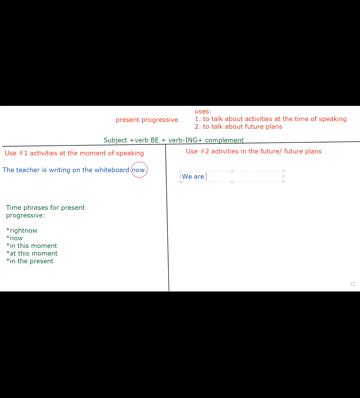 uses:
present progressive
1. to talk about activities at the time of speaking
2. to talk about future plans
Subject +verb BE + verb-ING+ complement
Use #1 activities at the moment of speaking
The teacher is writing on the whiteboard now.
Time phrases for present
progressive:
*rightnow
*now
*in this moment
*at this moment
*in the present
Use #2 activities in the future/ future plans
We are